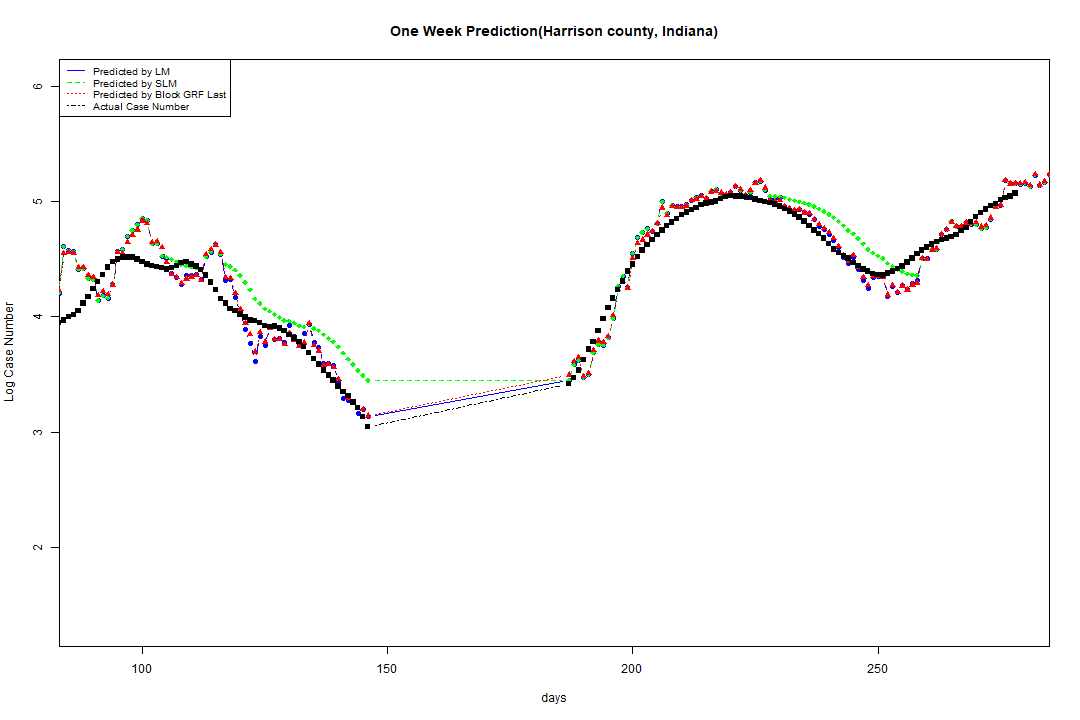 One Week Prediction(Harrison county, Indiana)
Predicted by LM
Predicted by SLM
Predicted by Block GRF Last
Actual Case Number
6
5
4
3
2
Log Case Number
100 150 200 250
days